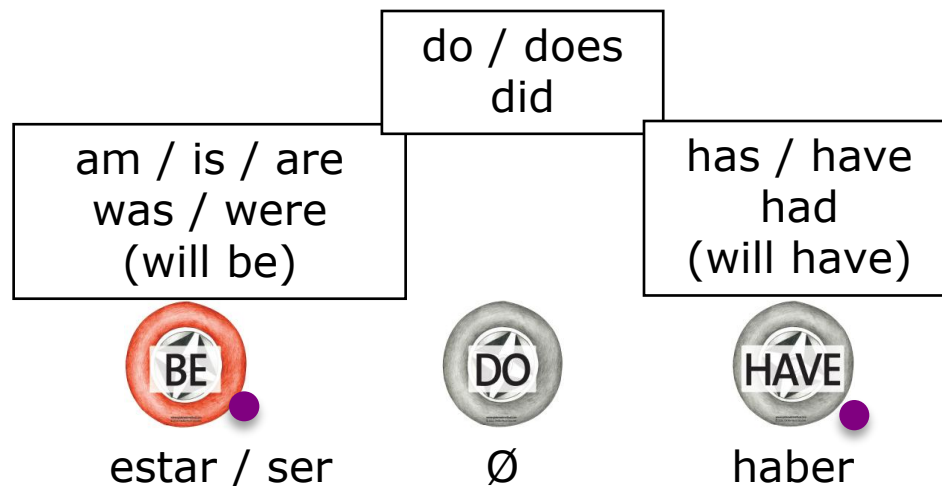 do / does
did
am / is / are
was / were
(will be)
has / have
had
(will have)
BE
DO
HAVE
estar / ser
Ø
haber